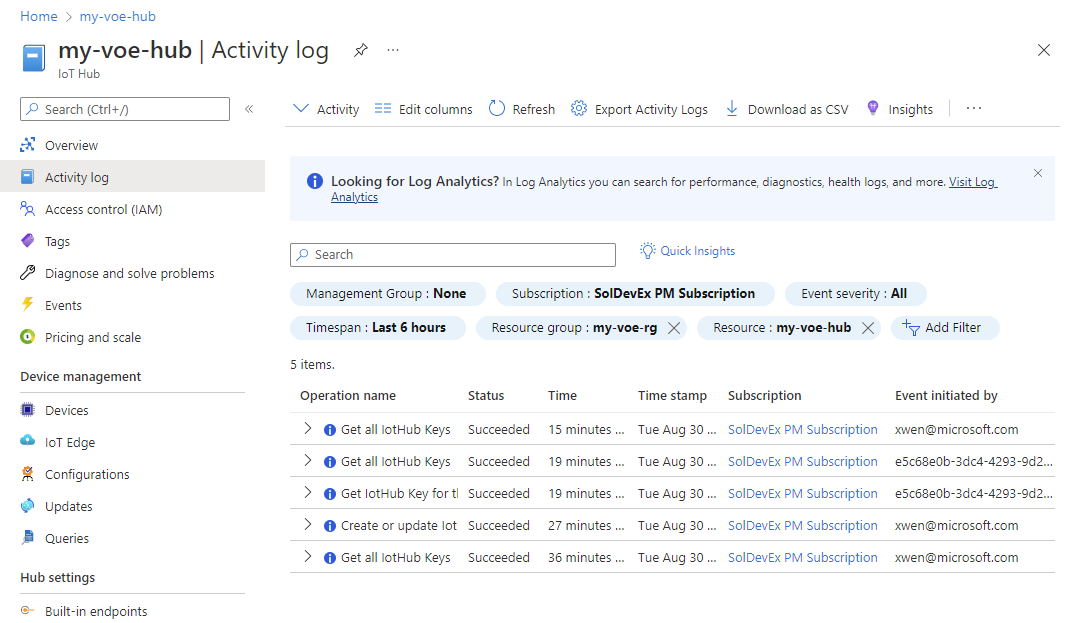 Home > my-voe-hub
my-voe-hub | Activity log ...
IoT Hub
Search (Ctrl+/) «
Overview
Activity log
Access control (IAM)
Tags
Diagnose and solve problems
Events
Pricing and scale
Device management
Devices
IoT Edge
Configurations
Updates
Queries
Hub settings
Built-in endpoints
Activity Edit columns Refresh Export Activity Logs Download as CSV Insights ...
Looking for Log Analytics? In Log Analytics you can search for performance, diagnostics, health logs, and more. Visit Log
Analytics
Search Quick Insights
Management Group : None Subscription : SolDevEx PM Subscription Event severity : All
Timespan : Last 6 hours Resource group : my-voe-rg Resource : my-voe-hub Add Filter
5 items.
Operation name Status Time Time stamp Subscription Event initiated by
Get all IotHub Keys Succeeded 15 minutes ... Tue Aug 30 ... SolDevEx PM Subscription xwen@microsoft.com
Get all IotHub Keys Succeeded 19 minutes ... Tue Aug 30 ... SolDevEx PM Subscription e5c68e0b-3dc4-4293-9d2...
Get IotHub Key for tl Succeeded 19 minutes ... Tue Aug 30 ... SolDevEx PM Subscription e5c68e0b-3dc4-4293-9d2...
Create or update Iot Succeeded 27 minutes ... Tue Aug 30 ... SolDevEx PM Subscription xwen@microsoft.com
Get all IotHub Keys Succeeded 36 minutes ... Tue Aug 30 ... SolDevEx PM Subscription xwen@microsoft.com